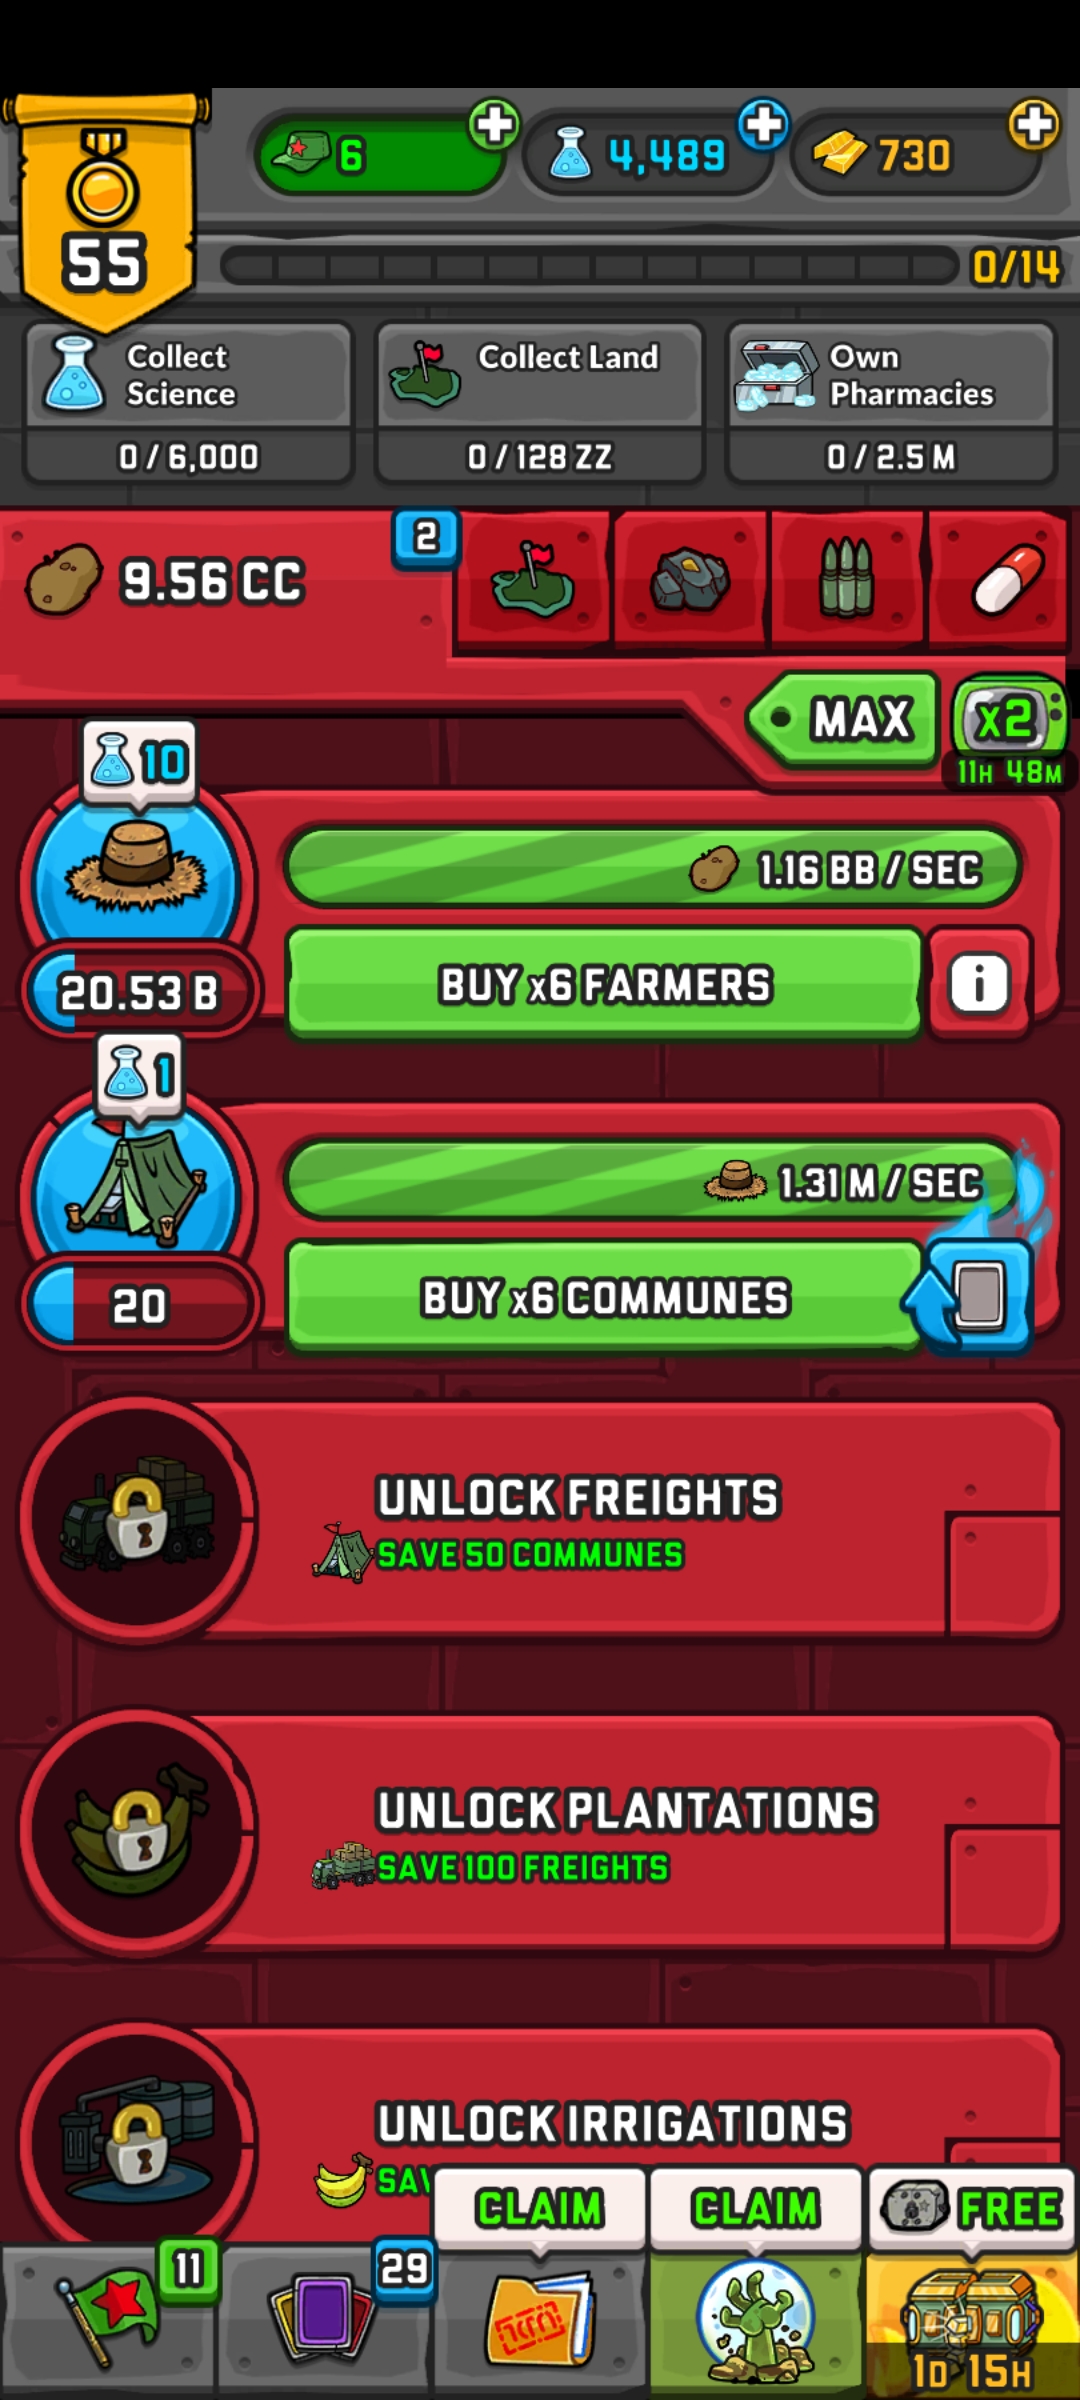 6
4,489
730
55
0/14
Collect
Science
0 / 6,000
Collect Land
0 / 128 ZZ
Own
Pharmacies
0 / 2.5 M
9.56 CC
2
MAX
x2
11H 48M
10
1.16 BB / SEC
20.53 B
BUY x6 FARMERS
i
1
1.31 M / SEC
20
BUY x6 COMMUNES
UNLOCK FREIGHTS
SAVE 50 COMMUNES
UNLOCK PLANTATIONS
SAVE 100 FREIGHTS
UNLOCK IRRIGATIONS
CLAIM
CLAIM
FREE
11
29
1D 15H